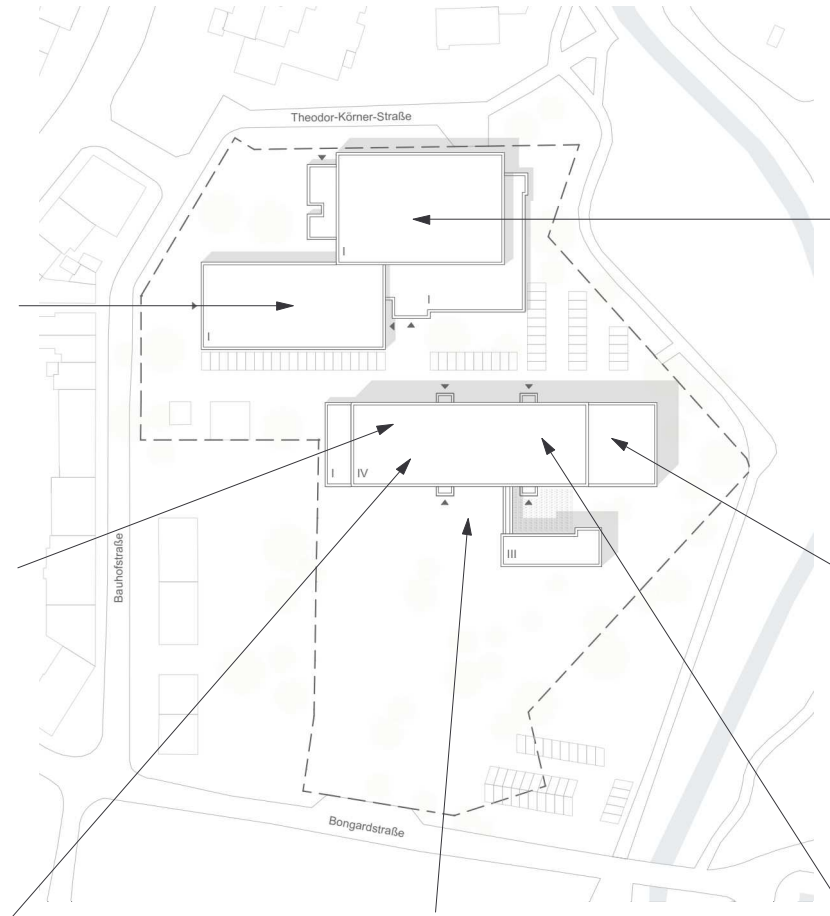 Theodor-Körner-Straße
I
I
I
I
IV
III
Bauhofstraße
Bongardstraße